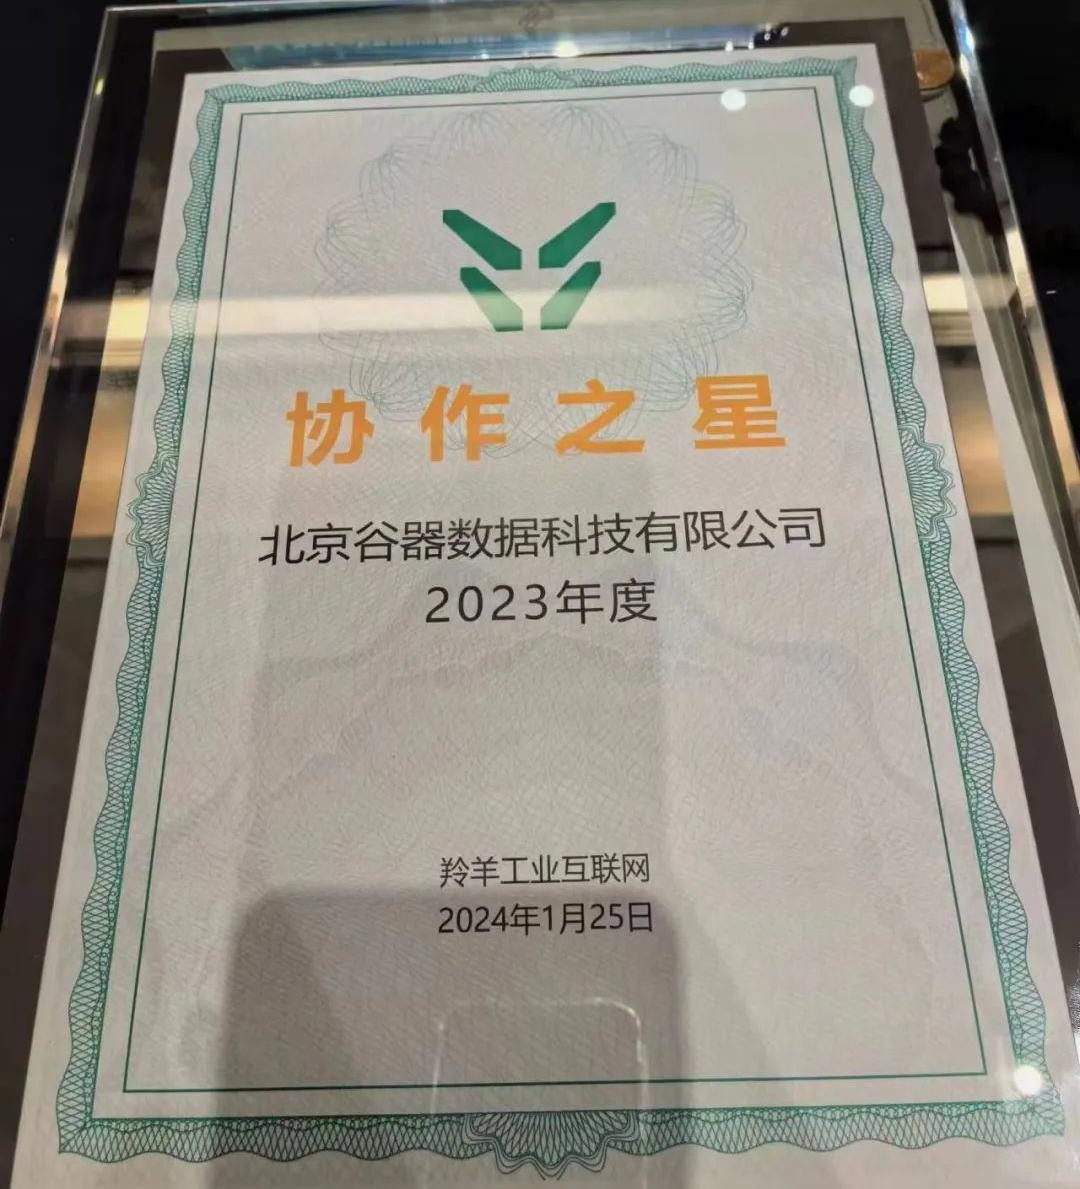 协作之星
北京谷器数据科技有限公司
2023年度
羚羊工业互联网
2024年1月25日